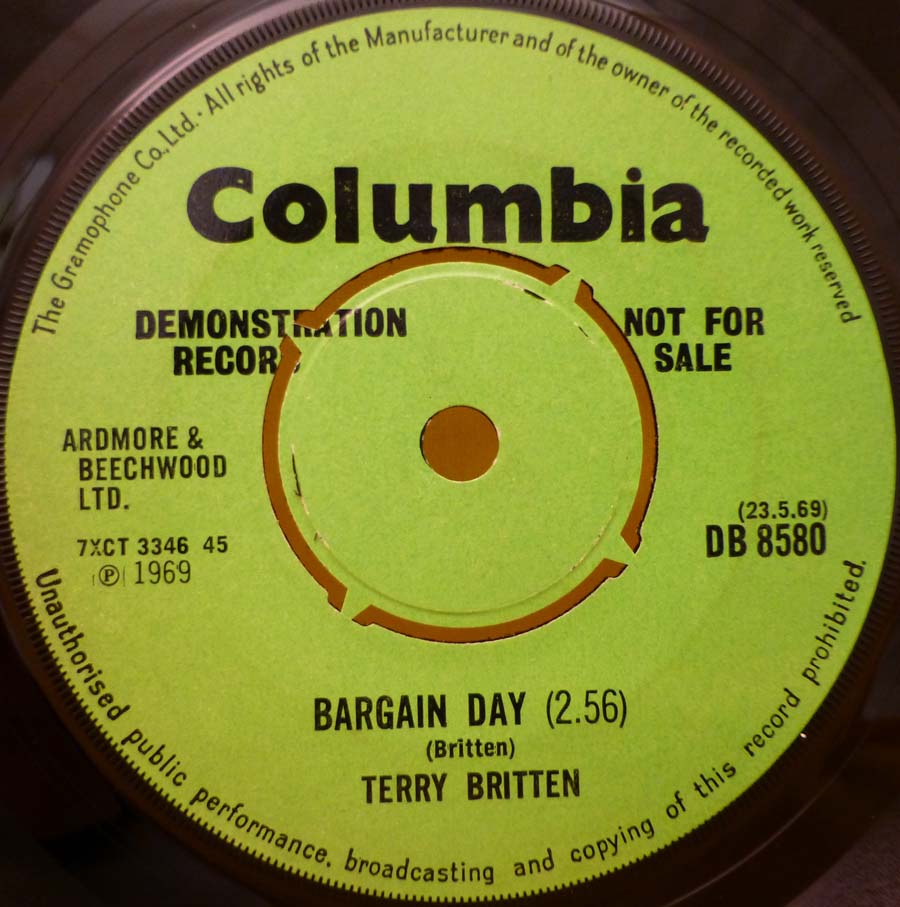 The Gramophone Co., Ltd. · All rights of the Manufacturer and of the owner of the recorded work reserved
Columbia
DEMONSTRATION
RECORD
NOT FOR
SALE
ARDMORE &
BEECHWOOD
LTD.
7XCT 3346 45
℗ 1969
(23.5.69)
DB 8580
BARGAIN DAY (2.56)
(Britten)
TERRY BRITTEN
Unauthorised public performance, broadcasting and copying of this record prohibited.